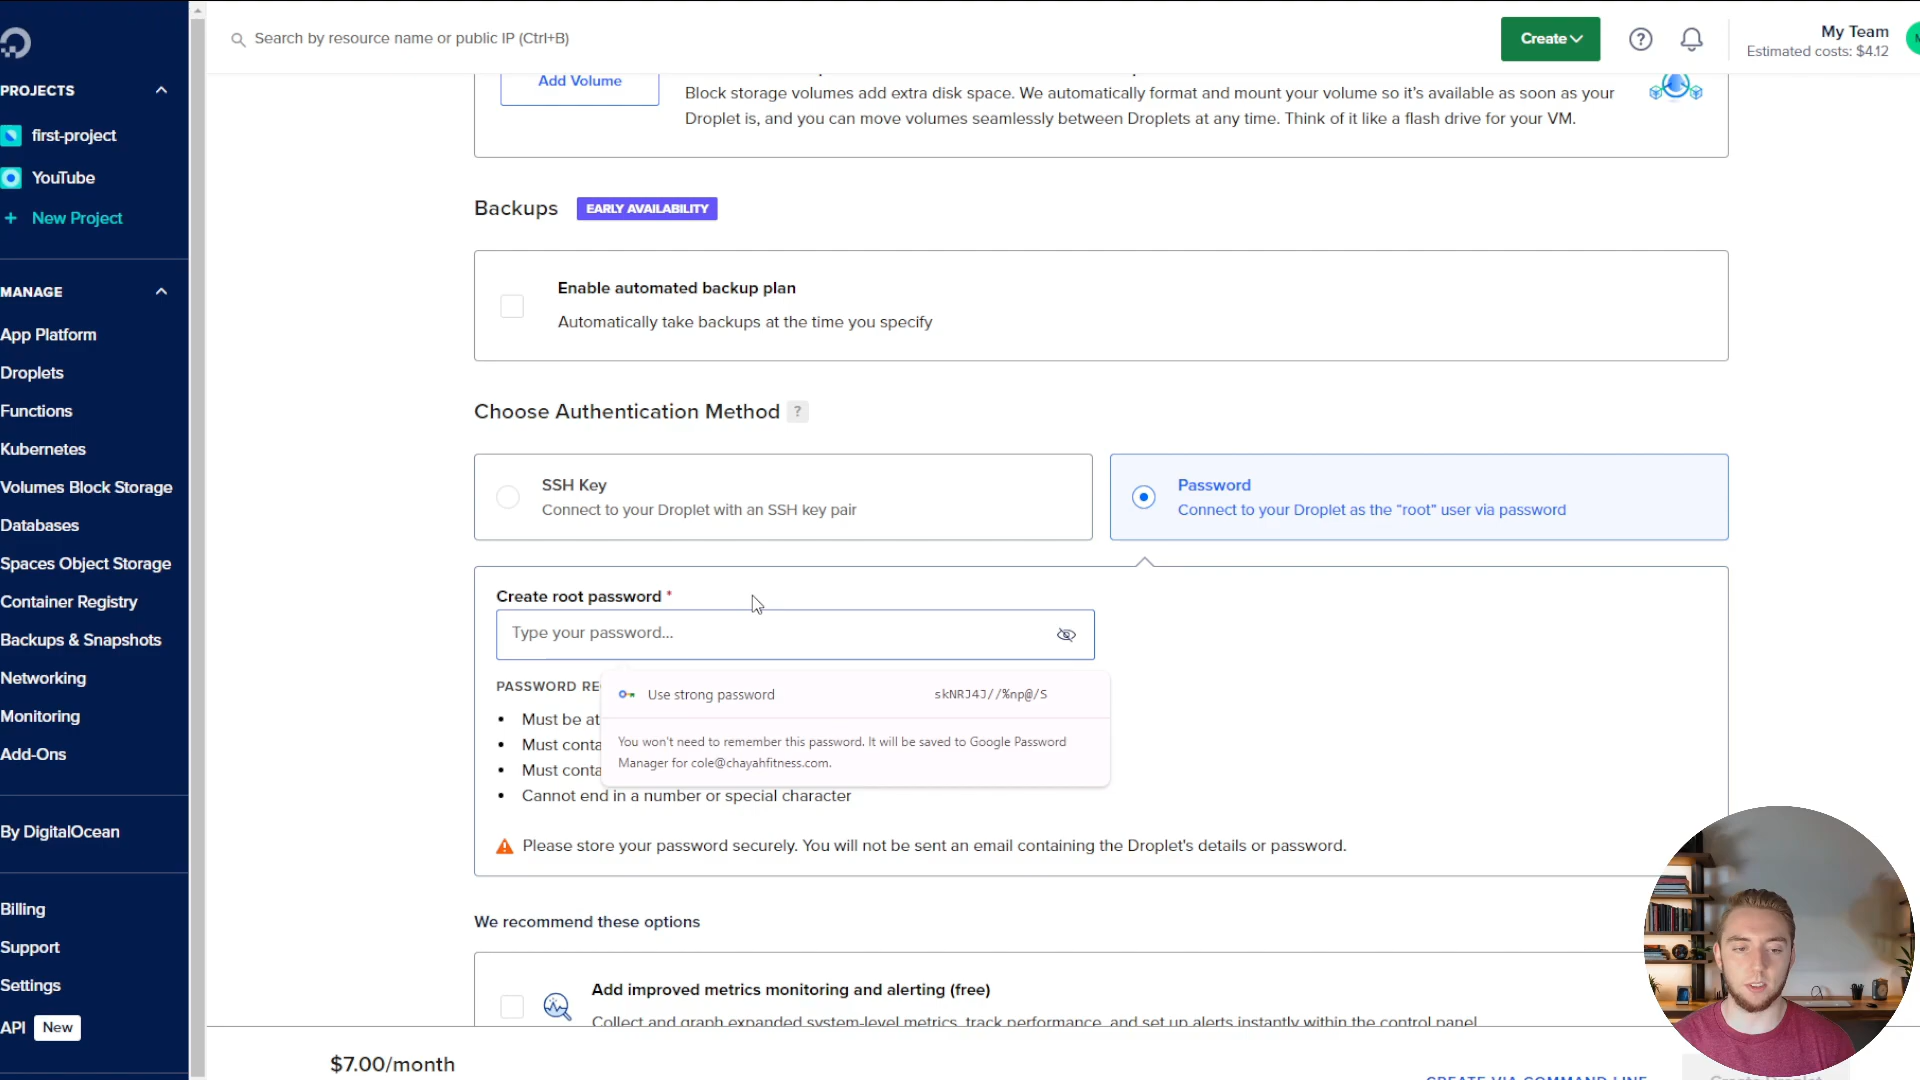 Search by resource name or public IP (Ctrl+B)
Create
?
My Team
Estimated costs: $4.12
PROJECTS
first-project
YouTube
+ New Project
MANAGE
App Platform
Droplets
Functions
Kubernetes
Volumes Block Storage
Databases
Spaces Object Storage
Container Registry
Backups & Snapshots
Networking
Monitoring
Add-Ons
By DigitalOcean
Billing
Support
Settings
API New
Add Volume
Block storage volumes add extra disk space. We automatically format and mount your volume so it's available as soon as your
Droplet is, and you can move volumes seamlessly between Droplets at any time. Think of it like a flash drive for your VM.
Backups EARLY AVAILABILITY
Enable automated backup plan
Automatically take backups at the time you specify
Choose Authentication Method ?
SSH Key
Connect to your Droplet with an SSH key pair
Password
Connect to your Droplet as the "root" user via password
Create root password *
Type your password...
PASSWORD RE
Use strong password skNRJ4J//%np@/S
• Must be at
You won't need to remember this password. It will be saved to Google Password
Manager for cole@chayahfitness.com.
• Must conta
• Must conta
• Cannot end in a number or special character
Please store your password securely. You will not be sent an email containing the Droplet's details or password.
We recommend these options
Add improved metrics monitoring and alerting (free)
Collect and graph expanded system-level metrics, track performance, and set up alerts instantly within the control panel
$7.00/month
CREATE VIA COMMAND LINE
Create Droplet